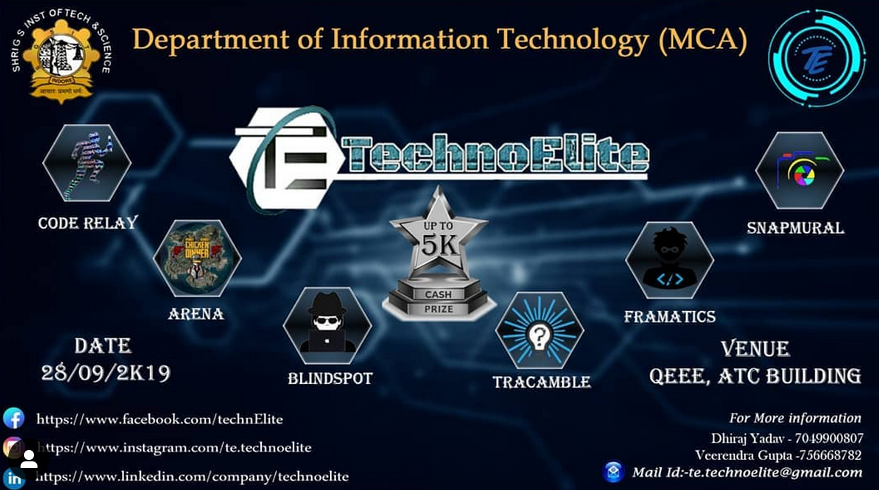 SHRI G S INST OF TECH & SCIENCE
INDORE
Department of Information Technology (MCA)
TE
TE TechnoElite
CODE RELAY
SNAPMURAL
UP TO
5K
CASH
PRIZE
CHICKEN
DINNER
ARENA
</>
FRAMATICS
BLINDSPOT
?
TRACAMBLE
DATE
28/09/2K19
VENUE
QEEE, ATC BUILDING
https://www.facebook.com/technElite
https://www.instagram.com/te.technoelite
https://www.linkedin.com/company/technoelite
For More information
Dhiraj Yadav - 7049900807
Veerendra Gupta -756668782
Mail Id:-te.technoelite@gmail.com